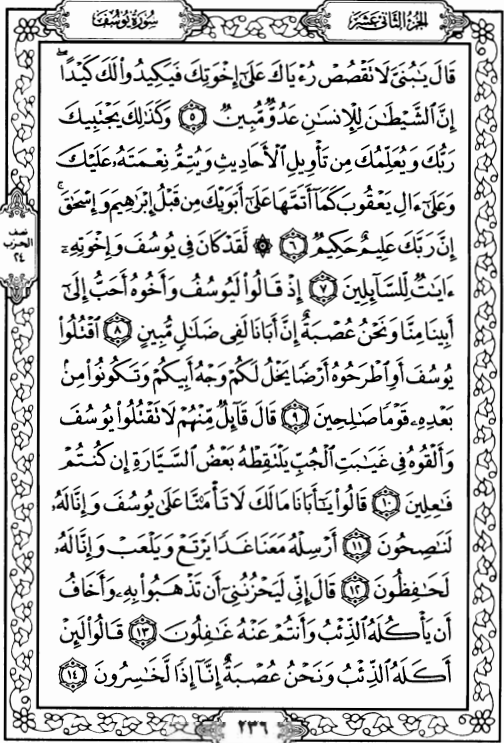 الجزء الثاني عشر
سورة يوسف
قَالَ يَٰبُنَىَّ لَا تَقْصُصْ رُءْيَاكَ عَلَىٰٓ إِخْوَتِكَ فَيَكِيدُوا۟ لَكَ كَيْدًا ۖ
إِنَّ ٱلشَّيْطَٰنَ لِلْإِنسَٰنِ عَدُوٌّ مُّبِينٌ ٥ وَكَذَٰلِكَ يَجْتَبِيكَ
رَبُّكَ وَيُعَلِّمُكَ مِن تَأْوِيلِ ٱلْأَحَادِيثِ وَيُتِمُّ نِعْمَتَهُۥ عَلَيْكَ
وَعَلَىٰٓ ءَالِ يَعْقُوبَ كَمَآ أَتَمَّهَا عَلَىٰٓ أَبَوَيْكَ مِن قَبْلُ إِبْرَٰهِيمَ وَإِسْحَٰقَ ۚ
إِنَّ رَبَّكَ عَلِيمٌ حَكِيمٌ ٦ ۞ لَّقَدْ كَانَ فِى يُوسُفَ وَإِخْوَتِهِۦٓ
نصف
الحزب
٢٤
ءَايَٰتٌ لِّلسَّآئِلِينَ ٧ إِذْ قَالُوا۟ لَيُوسُفُ وَأَخُوهُ أَحَبُّ إِلَىٰٓ
أَبِينَا مِنَّا وَنَحْنُ عُصْبَةٌ إِنَّ أَبَانَا لَفِى ضَلَٰلٍ مُّبِينٍ ٨ ٱقْتُلُوا۟
يُوسُفَ أَوِ ٱطْرَحُوهُ أَرْضًا يَخْلُ لَكُمْ وَجْهُ أَبِيكُمْ وَتَكُونُوا۟ مِنۢ
بَعْدِهِۦ قَوْمًا صَٰلِحِينَ ٩ قَالَ قَآئِلٌ مِّنْهُمْ لَا تَقْتُلُوا۟ يُوسُفَ
وَأَلْقُوهُ فِى غَيَٰبَتِ ٱلْجُبِّ يَلْتَقِطْهُ بَعْضُ ٱلسَّيَّارَةِ إِن كُنتُمْ
فَٰعِلِينَ ١٠ قَالُوا۟ يَٰٓأَبَانَا مَا لَكَ لَا تَأْمَ۫نَّا عَلَىٰ يُوسُفَ وَإِنَّا لَهُۥ
لَنَٰصِحُونَ ١١ أَرْسِلْهُ مَعَنَا غَدًا يَرْتَعْ وَيَلْعَبْ وَإِنَّا لَهُۥ
لَحَٰفِظُونَ ١٢ قَالَ إِنِّى لَيَحْزُنُنِىٓ أَن تَذْهَبُوا۟ بِهِۦ وَأَخَافُ
أَن يَأْكُلَهُ ٱلذِّئْبُ وَأَنتُمْ عَنْهُ غَٰفِلُونَ ١٣ قَالُوا۟ لَئِنْ
أَكَلَهُ ٱلذِّئْبُ وَنَحْنُ عُصْبَةٌ إِنَّآ إِذًا لَّخَٰسِرُونَ ١٤
٢٣٦